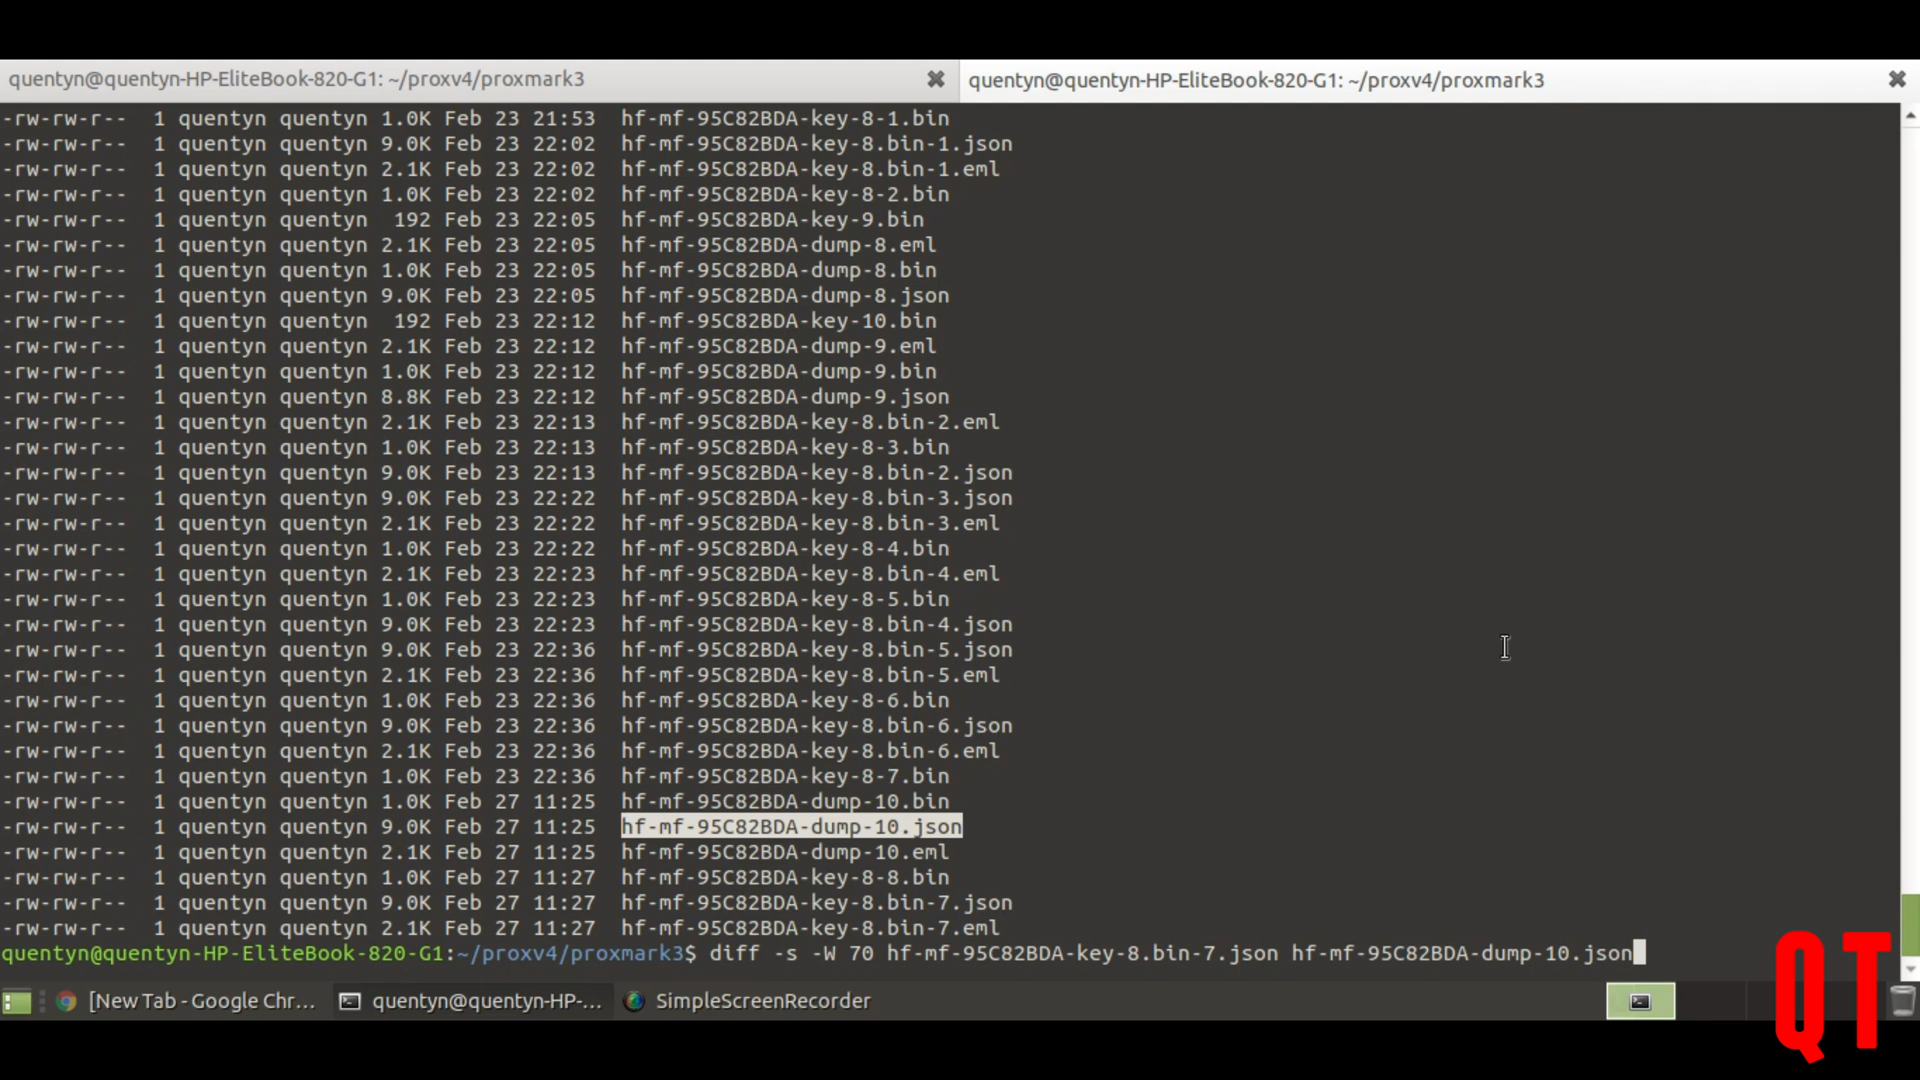 quentyn@quentyn-HP-EliteBook-820-G1: ~/proxv4/proxmark3 ✖ quentyn@quentyn-HP-EliteBook-820-G1: ~/proxv4/proxmark3 ✖
-rw-rw-r-- 1 quentyn quentyn 1.0K Feb 23 21:53 hf-mf-95C82BDA-key-8-1.bin
-rw-rw-r-- 1 quentyn quentyn 9.0K Feb 23 22:02 hf-mf-95C82BDA-key-8.bin-1.json
-rw-rw-r-- 1 quentyn quentyn 2.1K Feb 23 22:02 hf-mf-95C82BDA-key-8.bin-1.eml
-rw-rw-r-- 1 quentyn quentyn 1.0K Feb 23 22:02 hf-mf-95C82BDA-key-8-2.bin
-rw-rw-r-- 1 quentyn quentyn 192 Feb 23 22:05 hf-mf-95C82BDA-key-9.bin
-rw-rw-r-- 1 quentyn quentyn 2.1K Feb 23 22:05 hf-mf-95C82BDA-dump-8.eml
-rw-rw-r-- 1 quentyn quentyn 1.0K Feb 23 22:05 hf-mf-95C82BDA-dump-8.bin
-rw-rw-r-- 1 quentyn quentyn 9.0K Feb 23 22:05 hf-mf-95C82BDA-dump-8.json
-rw-rw-r-- 1 quentyn quentyn 192 Feb 23 22:12 hf-mf-95C82BDA-key-10.bin
-rw-rw-r-- 1 quentyn quentyn 2.1K Feb 23 22:12 hf-mf-95C82BDA-dump-9.eml
-rw-rw-r-- 1 quentyn quentyn 1.0K Feb 23 22:12 hf-mf-95C82BDA-dump-9.bin
-rw-rw-r-- 1 quentyn quentyn 8.8K Feb 23 22:12 hf-mf-95C82BDA-dump-9.json
-rw-rw-r-- 1 quentyn quentyn 2.1K Feb 23 22:13 hf-mf-95C82BDA-key-8.bin-2.eml
-rw-rw-r-- 1 quentyn quentyn 1.0K Feb 23 22:13 hf-mf-95C82BDA-key-8-3.bin
-rw-rw-r-- 1 quentyn quentyn 9.0K Feb 23 22:13 hf-mf-95C82BDA-key-8.bin-2.json
-rw-rw-r-- 1 quentyn quentyn 9.0K Feb 23 22:22 hf-mf-95C82BDA-key-8.bin-3.json
-rw-rw-r-- 1 quentyn quentyn 2.1K Feb 23 22:22 hf-mf-95C82BDA-key-8.bin-3.eml
-rw-rw-r-- 1 quentyn quentyn 1.0K Feb 23 22:22 hf-mf-95C82BDA-key-8-4.bin
-rw-rw-r-- 1 quentyn quentyn 2.1K Feb 23 22:23 hf-mf-95C82BDA-key-8.bin-4.eml
-rw-rw-r-- 1 quentyn quentyn 1.0K Feb 23 22:23 hf-mf-95C82BDA-key-8-5.bin
-rw-rw-r-- 1 quentyn quentyn 9.0K Feb 23 22:23 hf-mf-95C82BDA-key-8.bin-4.json
-rw-rw-r-- 1 quentyn quentyn 9.0K Feb 23 22:36 hf-mf-95C82BDA-key-8.bin-5.json
-rw-rw-r-- 1 quentyn quentyn 2.1K Feb 23 22:36 hf-mf-95C82BDA-key-8.bin-5.eml
-rw-rw-r-- 1 quentyn quentyn 1.0K Feb 23 22:36 hf-mf-95C82BDA-key-8-6.bin
-rw-rw-r-- 1 quentyn quentyn 9.0K Feb 23 22:36 hf-mf-95C82BDA-key-8.bin-6.json
-rw-rw-r-- 1 quentyn quentyn 2.1K Feb 23 22:36 hf-mf-95C82BDA-key-8.bin-6.eml
-rw-rw-r-- 1 quentyn quentyn 1.0K Feb 23 22:36 hf-mf-95C82BDA-key-8-7.bin
-rw-rw-r-- 1 quentyn quentyn 1.0K Feb 27 11:25 hf-mf-95C82BDA-dump-10.bin
-rw-rw-r-- 1 quentyn quentyn 9.0K Feb 27 11:25 hf-mf-95C82BDA-dump-10.json
-rw-rw-r-- 1 quentyn quentyn 2.1K Feb 27 11:25 hf-mf-95C82BDA-dump-10.eml
-rw-rw-r-- 1 quentyn quentyn 1.0K Feb 27 11:27 hf-mf-95C82BDA-key-8-8.bin
-rw-rw-r-- 1 quentyn quentyn 9.0K Feb 27 11:27 hf-mf-95C82BDA-key-8.bin-7.json
-rw-rw-r-- 1 quentyn quentyn 2.1K Feb 27 11:27 hf-mf-95C82BDA-key-8.bin-7.eml
quentyn@quentyn-HP-EliteBook-820-G1:~/proxv4/proxmark3$ diff -s -W 70 hf-mf-95C82BDA-key-8.bin-7.json hf-mf-95C82BDA-dump-10.json
[New Tab - Google Chr... quentyn@quentyn-HP-... SimpleScreenRecorder
QT